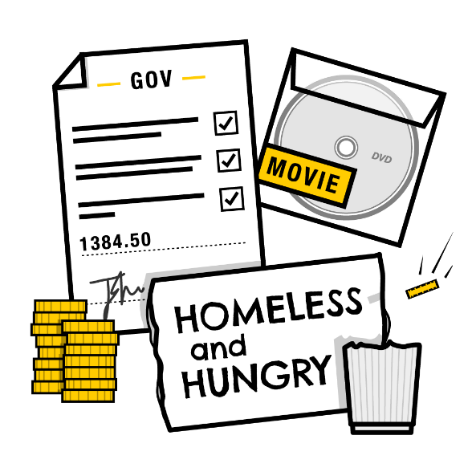 GOV
1384.50
DVD
MOVIE
HOMELESS
and
HUNGRY